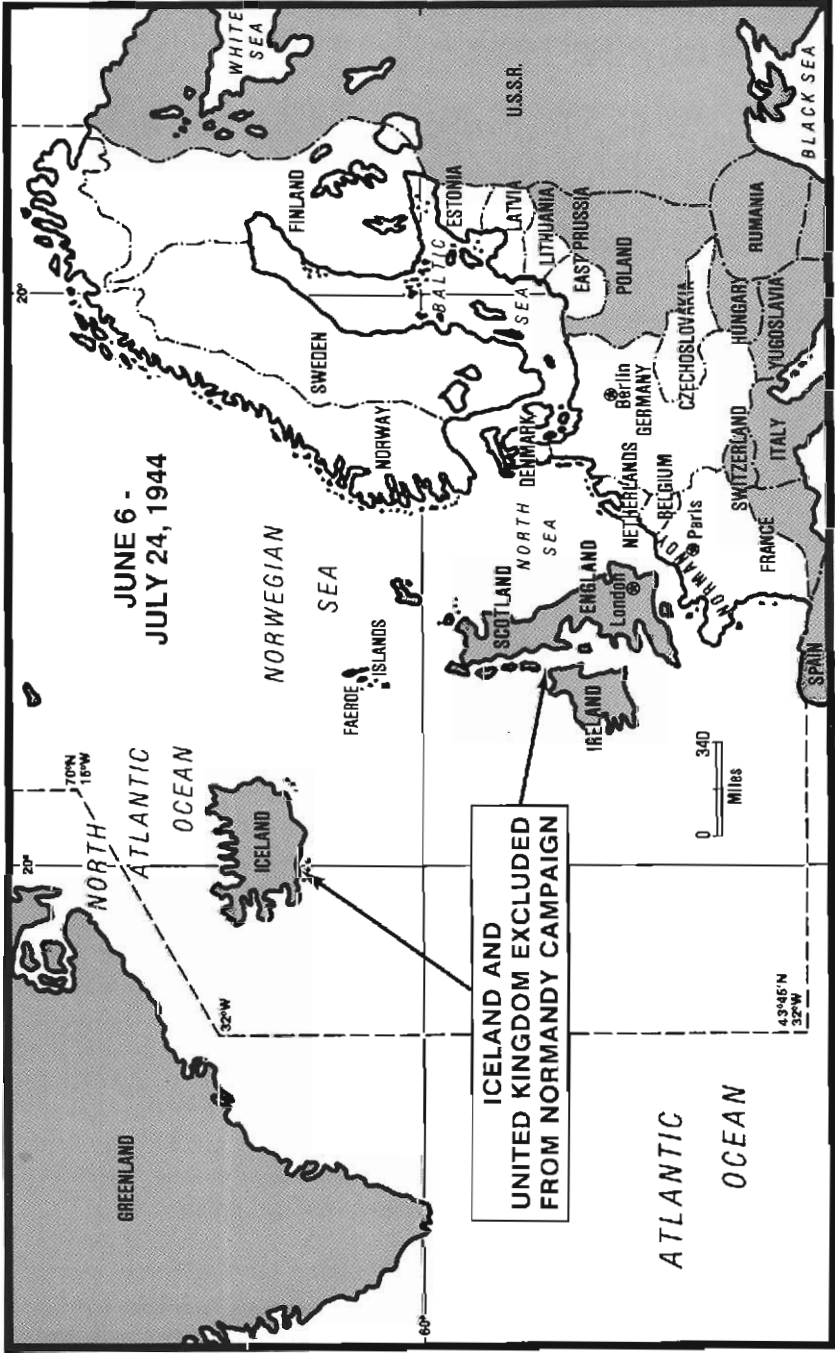 JUNE 6 -
JULY 24, 1944
20°
20°
WHITE
SEA
GREENLAND
NORTH
ATLANTIC
OCEAN
70°N
15°W
32°W
ICELAND
NORWEGIAN
SEA
FAEROE
ISLANDS
NORWAY
SWEDEN
FINLAND
60°
U.S.S.R.
ESTONIA
LATVIA
LITHUANIA
EAST PRUSSIA
BALTIC
SEA
NORTH
SEA
DENMARK
SCOTLAND
ENGLAND
London
IRELAND
NETHERLANDS
BELGIUM
Berlin
GERMANY
POLAND
CZECHOSLOVAKIA
NORMANDY
Paris
FRANCE
SWITZERLAND
ITALY
HUNGARY
YUGOSLAVIA
RUMANIA
BLACK SEA
SPAIN
ICELAND AND
UNITED KINGDOM EXCLUDED
FROM NORMANDY CAMPAIGN
0 340
Miles
43°45'N
32°W
ATLANTIC
OCEAN